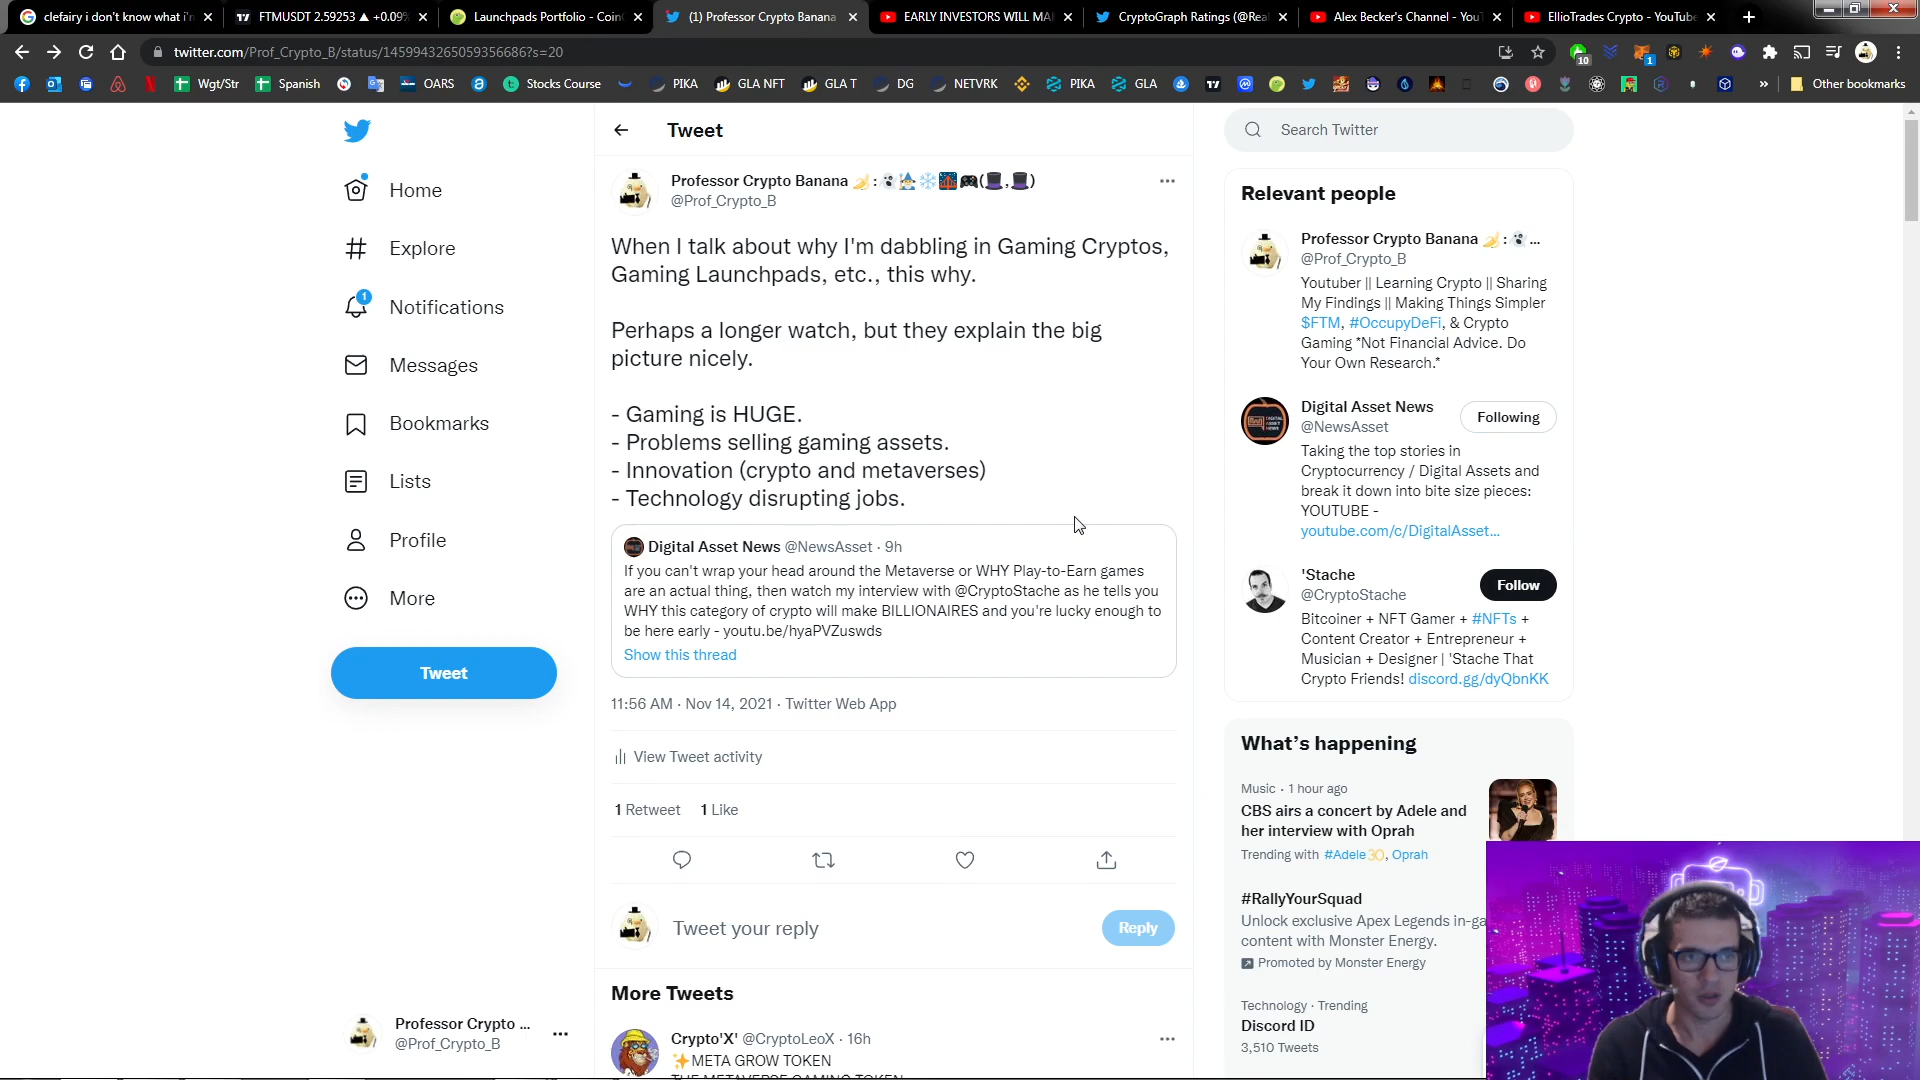 clefairy i don't know what i'm
FTMUSDT 2.59253 ▲ +0.09%
Launchpads Portfolio - Coin
(1) Professor Crypto Banana
EARLY INVESTORS WILL MA
CryptoGraph Ratings (@Real
Alex Becker's Channel - You
EllioTrades Crypto - YouTube
twitter.com/Prof_Crypto_B/status/1459943265059356686?s=20
10
1
Wgt/Str
Spanish
OARS
Stocks Course
PIKA
GLA NFT
GLA T
DG
NETVRK
PIKA
GLA
»
Other bookmarks
Home
Explore
1
Notifications
Messages
Bookmarks
Lists
Profile
More
Tweet
Professor Crypto ...
@Prof_Crypto_B
Tweet
Professor Crypto Banana 🍌:👻🧙❄️🌉🎮(🎩,🎩)
@Prof_Crypto_B
When I talk about why I'm dabbling in Gaming Cryptos,
Gaming Launchpads, etc., this why.
Perhaps a longer watch, but they explain the big
picture nicely.
- Gaming is HUGE.
- Problems selling gaming assets.
- Innovation (crypto and metaverses)
- Technology disrupting jobs.
Digital Asset News @NewsAsset · 9h
If you can't wrap your head around the Metaverse or WHY Play-to-Earn games
are an actual thing, then watch my interview with @CryptoStache as he tells you
WHY this category of crypto will make BILLIONAIRES and you're lucky enough to
be here early - youtu.be/hyaPVZuswds
Show this thread
11:56 AM · Nov 14, 2021 · Twitter Web App
View Tweet activity
1 Retweet 1 Like
Tweet your reply
Reply
More Tweets
Crypto'X' @CryptoLeoX · 16h
✨META GROW TOKEN
THE METAVERSE GAMING TOKEN
Search Twitter
Relevant people
Professor Crypto Banana 🍌:👻...
@Prof_Crypto_B
Youtuber || Learning Crypto || Sharing
My Findings || Making Things Simpler
$FTM, #OccupyDeFi, & Crypto
Gaming *Not Financial Advice. Do
Your Own Research.*
Digital Asset News
@NewsAsset
Following
Taking the top stories in
Cryptocurrency / Digital Assets and
break it down into bite size pieces:
YOUTUBE -
youtube.com/c/DigitalAsset...
'Stache
@CryptoStache
Follow
Bitcoiner + NFT Gamer + #NFTs +
Content Creator + Entrepreneur +
Musician + Designer | 'Stache That
Crypto Friends! discord.gg/dyQbnKK
What's happening
Music · 1 hour ago
CBS airs a concert by Adele and
her interview with Oprah
Trending with #Adele30, Oprah
#RallyYourSquad
Unlock exclusive Apex Legends in-ga
content with Monster Energy.
Promoted by Monster Energy
Technology · Trending
Discord ID
3,510 Tweets